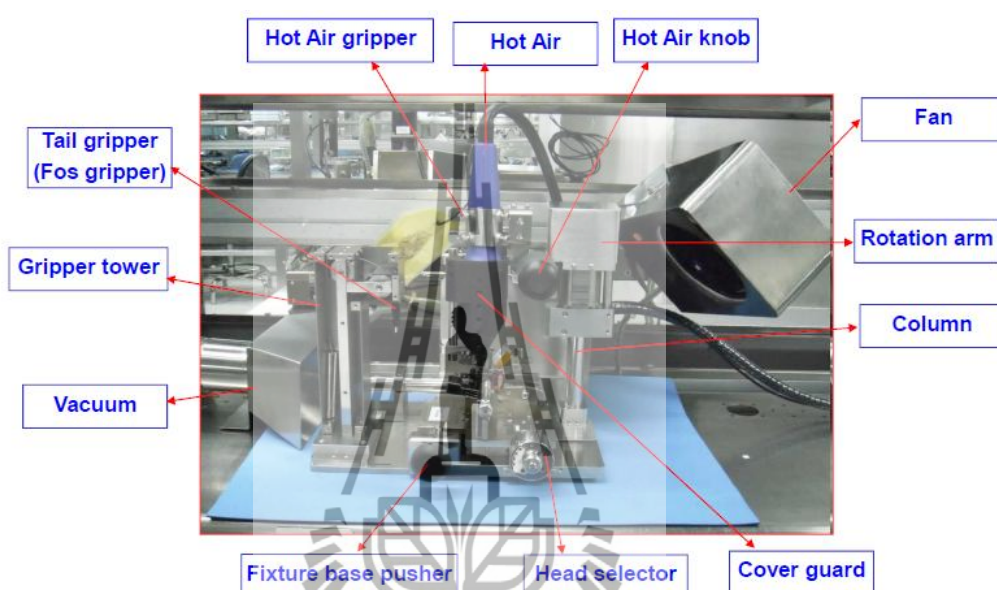 Hot Air gripper
Hot Air
Hot Air knob
Fan
Tail gripper
(Fos gripper)
Rotation arm
Gripper tower
Column
Vacuum
Fixture base pusher
Head selector
Cover guard